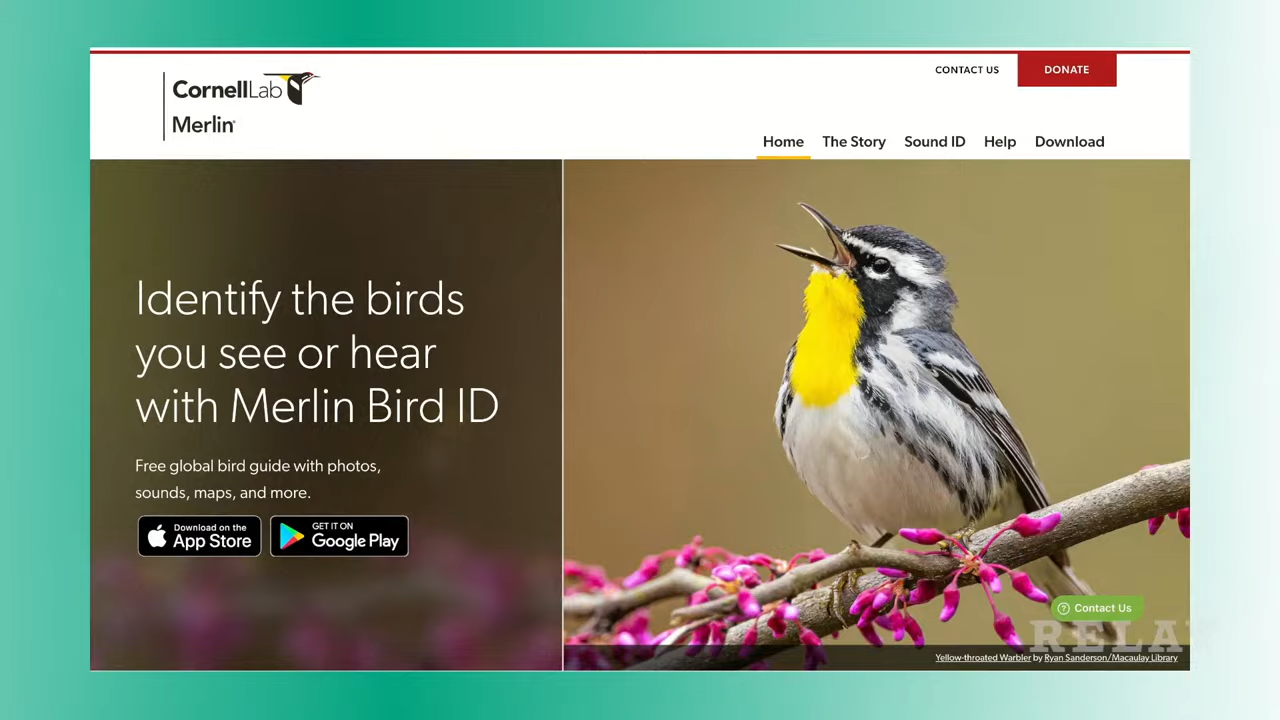 CornellLab
Merlin®
CONTACT US
DONATE
Home
The Story
Sound ID
Help
Download
Identify the birds
you see or hear
with Merlin Bird ID
Free global bird guide with photos,
sounds, maps, and more.
Download on the
App Store
GET IT ON
Google Play
? Contact Us
RELAY
Yellow-throated Warbler by Ryan Sanderson/Macaulay Library